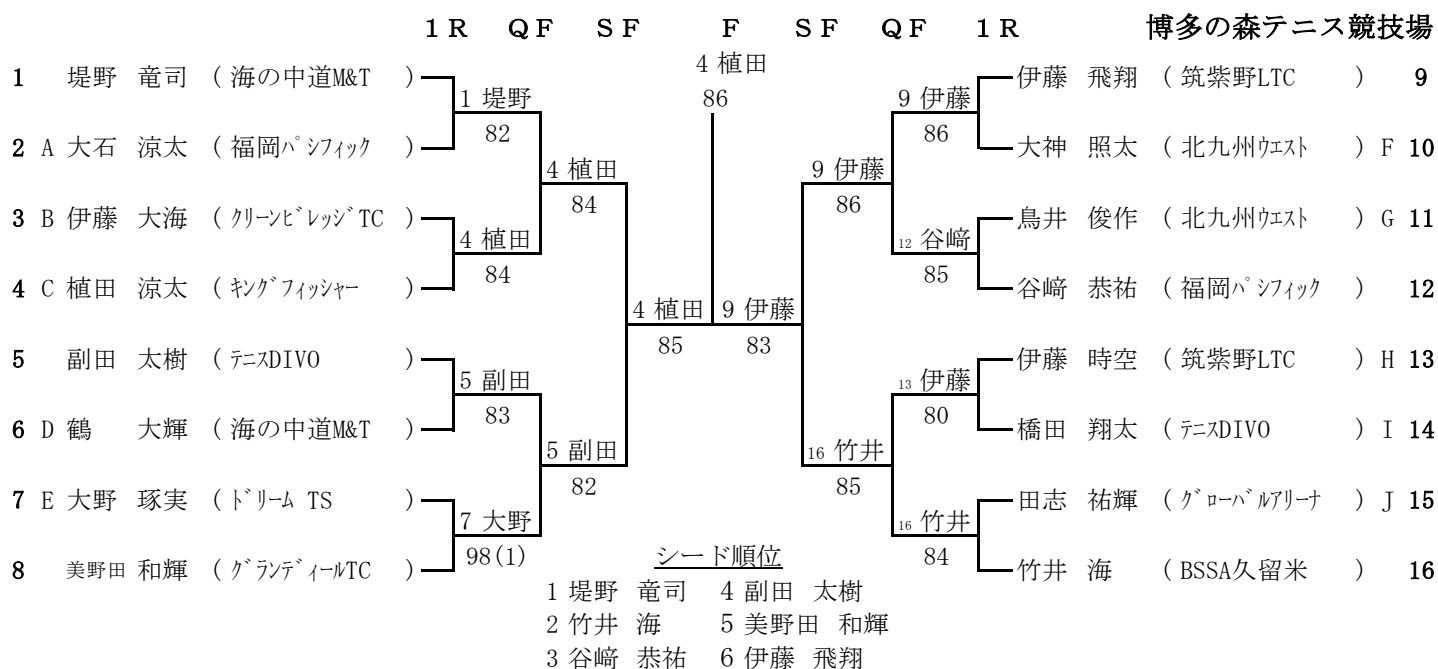 1R QF SF F SF QF 1R 博多の森テニス競技場
4 植田
1 堤野 竜司 (海の中道M&T) 伊藤 飛翔 (筑紫野LTC) 9
1 堤野 86 9 伊藤
82 86
2 A 大石 涼太 (福岡パシフィック) 大神 照太 (北九州ウエスト) F 10
4 植田 9 伊藤
84 86
3 B 伊藤 大海 (クリーンビレッジTC) 鳥井 俊作 (北九州ウエスト) G 11
4 植田 12 谷﨑
84 85
4 C 植田 涼太 (キングフィッシャー) 谷﨑 恭祐 (福岡パシフィック) 12
4 植田 9 伊藤
85 83
5 副田 太樹 (テニスDIVO) 伊藤 時空 (筑紫野LTC) H 13
5 副田 13 伊藤
83 80
6 D 鶴 大輝 (海の中道M&T) 橋田 翔太 (テニスDIVO) I 14
5 副田 16 竹井
82 85
7 E 大野 琢実 (ドリーム TS) 田志 祐輝 (グローバルアリーナ) J 15
7 大野 16 竹井
98(1) シード順位 84
8 美野田 和輝 (グランディールTC) 竹井 海 (BSSA久留米) 16
1 堤野 竜司 4 副田 太樹
2 竹井 海 5 美野田 和輝
3 谷﨑 恭祐 6 伊藤 飛翔